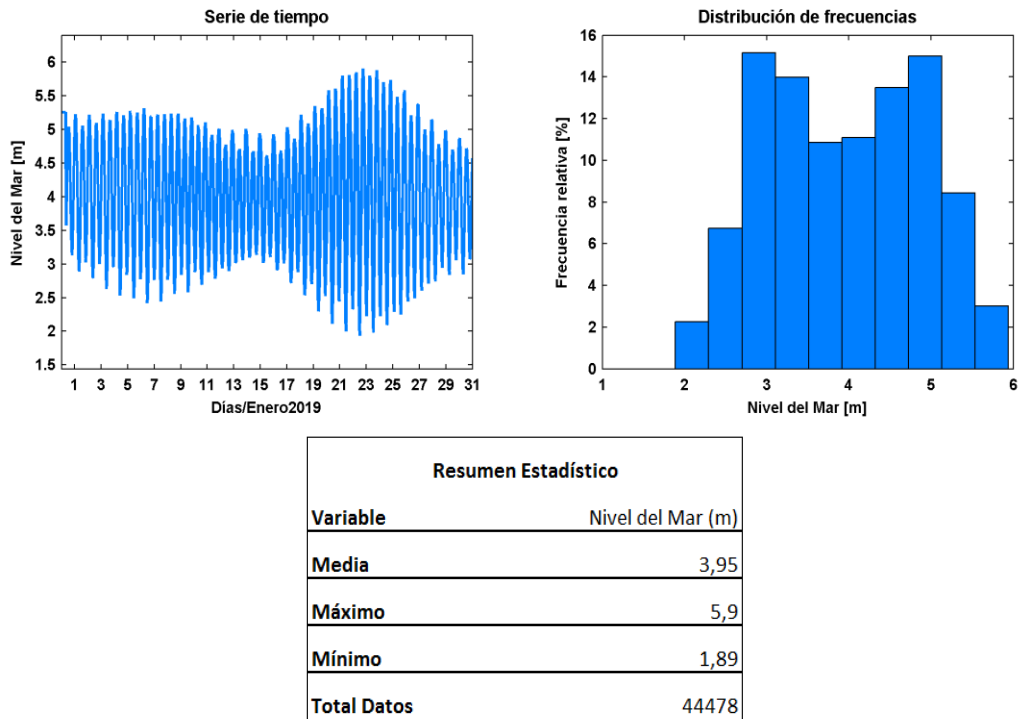 Serie de tiempo
Nivel del Mar [m]
6
5.5
5
4.5
4
3.5
3
2.5
2
1.5
1 3 5 7 9 11 13 15 17 19 21 23 25 27 29 31
Días/Enero2019
Distribución de frecuencias
Frecuencia relativa [%]
16
14
12
10
8
6
4
2
0
1 2 3 4 5 6
Nivel del Mar [m]
Resumen Estadístico
Variable Nivel del Mar (m)
Media 3,95
Máximo 5,9
Mínimo 1,89
Total Datos 44478